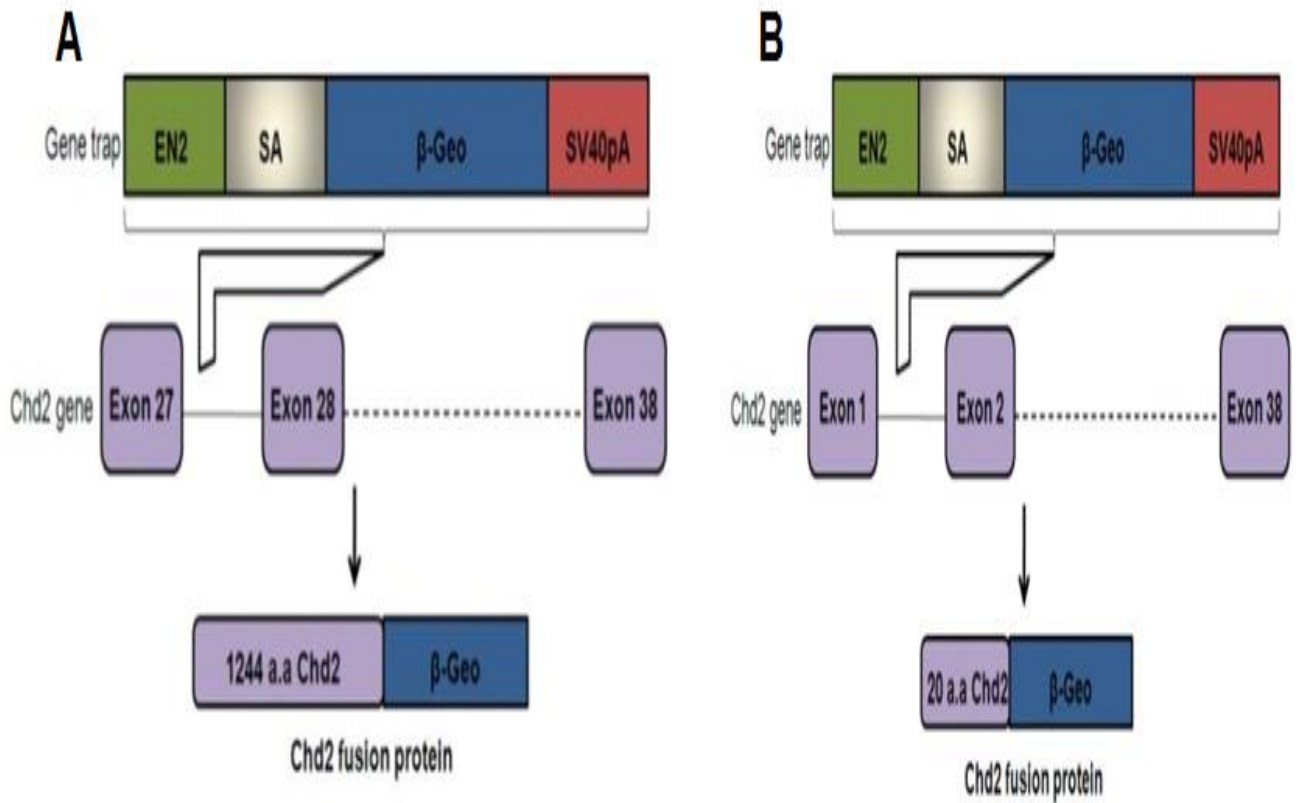 A
Gene trap EN2 SA β-Geo SV40pA
Chd2 gene Exon 27 Exon 28 Exon 38
1244 a.a Chd2 β-Geo
Chd2 fusion protein
B
Gene trap EN2 SA β-Geo SV40pA
Chd2 gene Exon 1 Exon 2 Exon 38
20 a.a Chd2 β-Geo
Chd2 fusion protein